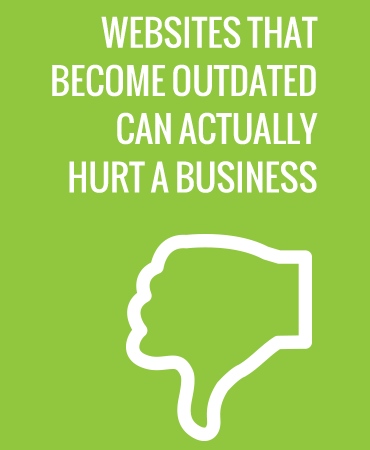 WEBSITES THAT
BECOME OUTDATED
CAN ACTUALLY
HURT A BUSINESS